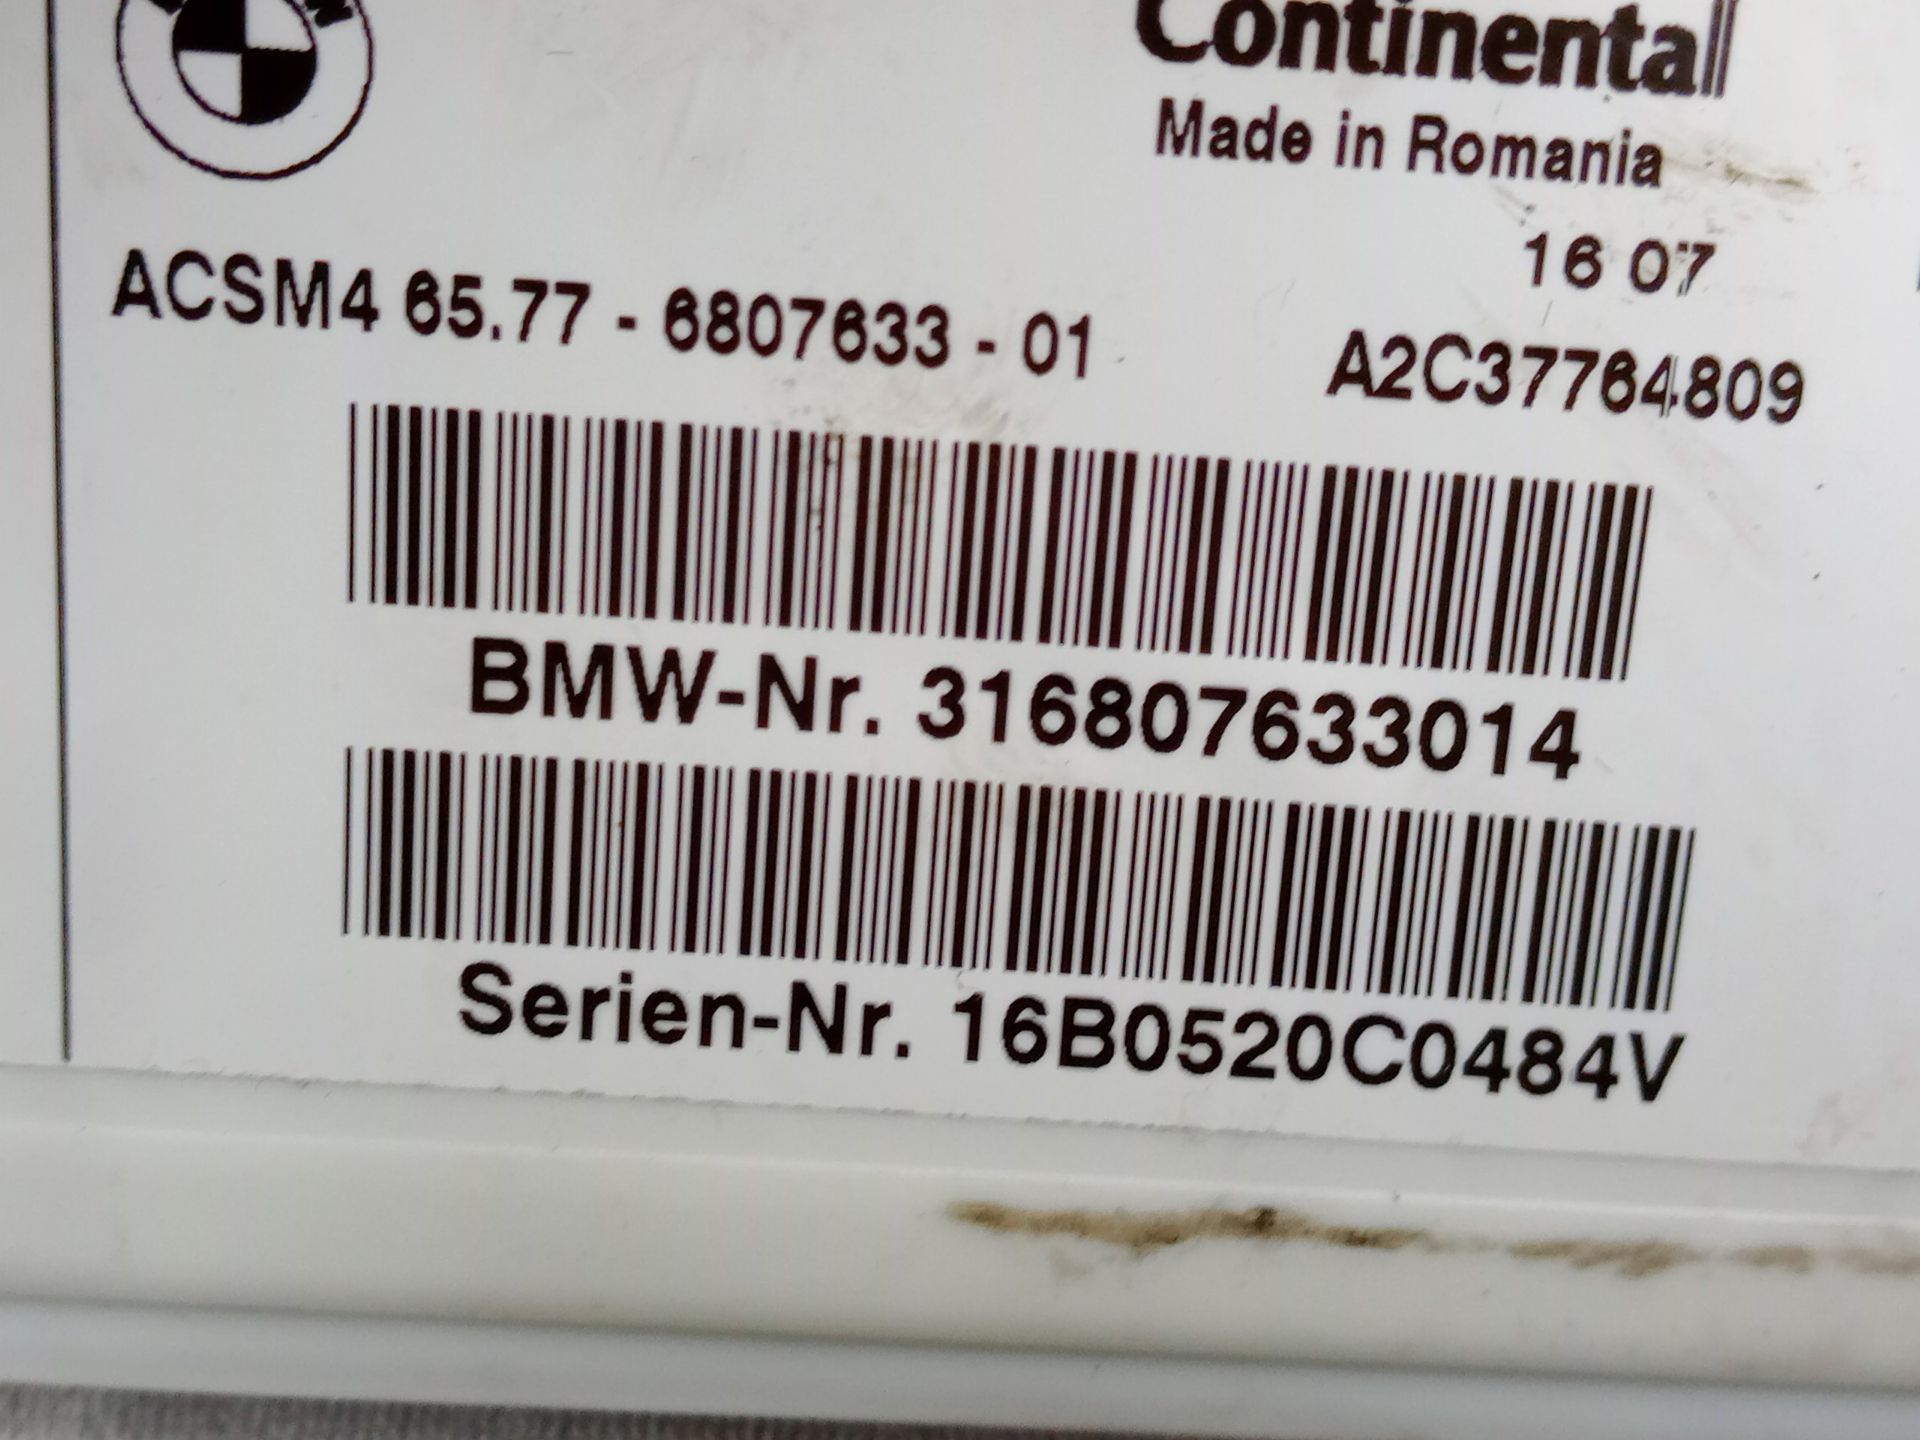 Continental
Made in Romania
16 07
ACSM4 65.77 - 6807633 - 01
A2C37764809
BMW-Nr. 316807633014
Serien-Nr. 16B0520C0484V